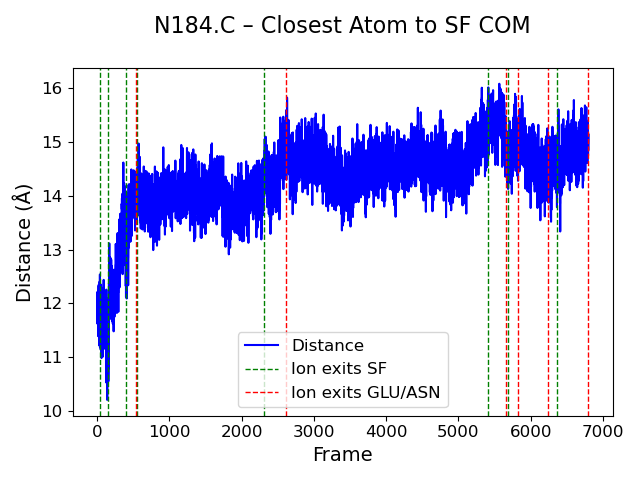 N184.C – Closest Atom to SF COM
16
15
14
13
12
11
10
Distance (Å)
Distance
Ion exits SF
Ion exits GLU/ASN
0 1000 2000 3000 4000 5000 6000 7000
Frame